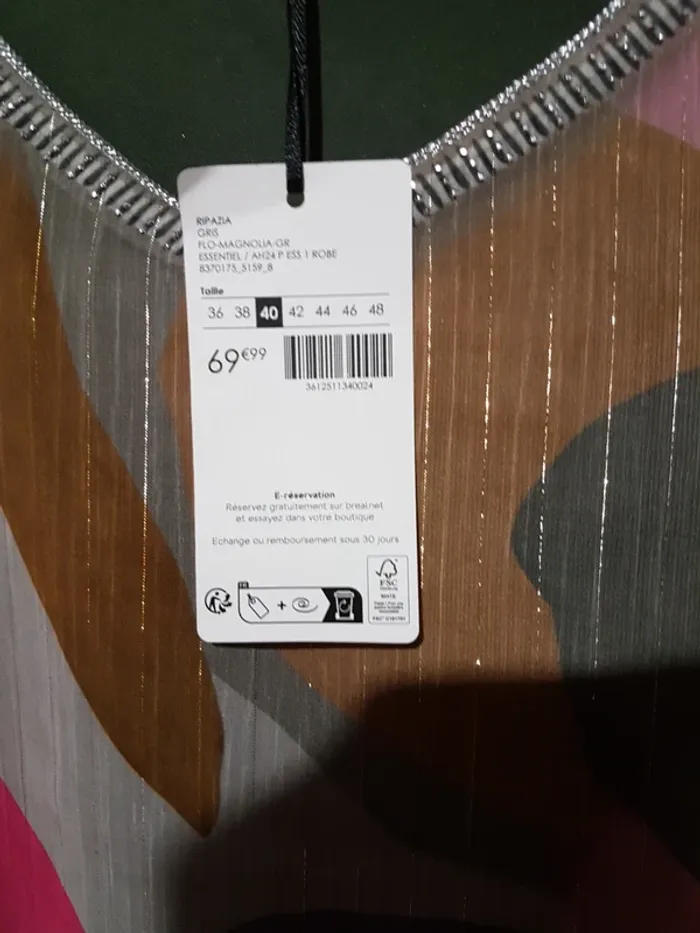 RIPAZIA
GRIS
FLO-MAGNOLIA-GR
ESSENTIEL / AH24 P ESS 1 ROBE
8370175_5159_8
Taille
36 38 40 42 44 46 48
69€99
3612511340024
E-réservation
Réservez gratuitement sur breal.net
et essayez dans votre boutique
Echange ou remboursement sous 30 jours
FR
+
FSC
MIXTE